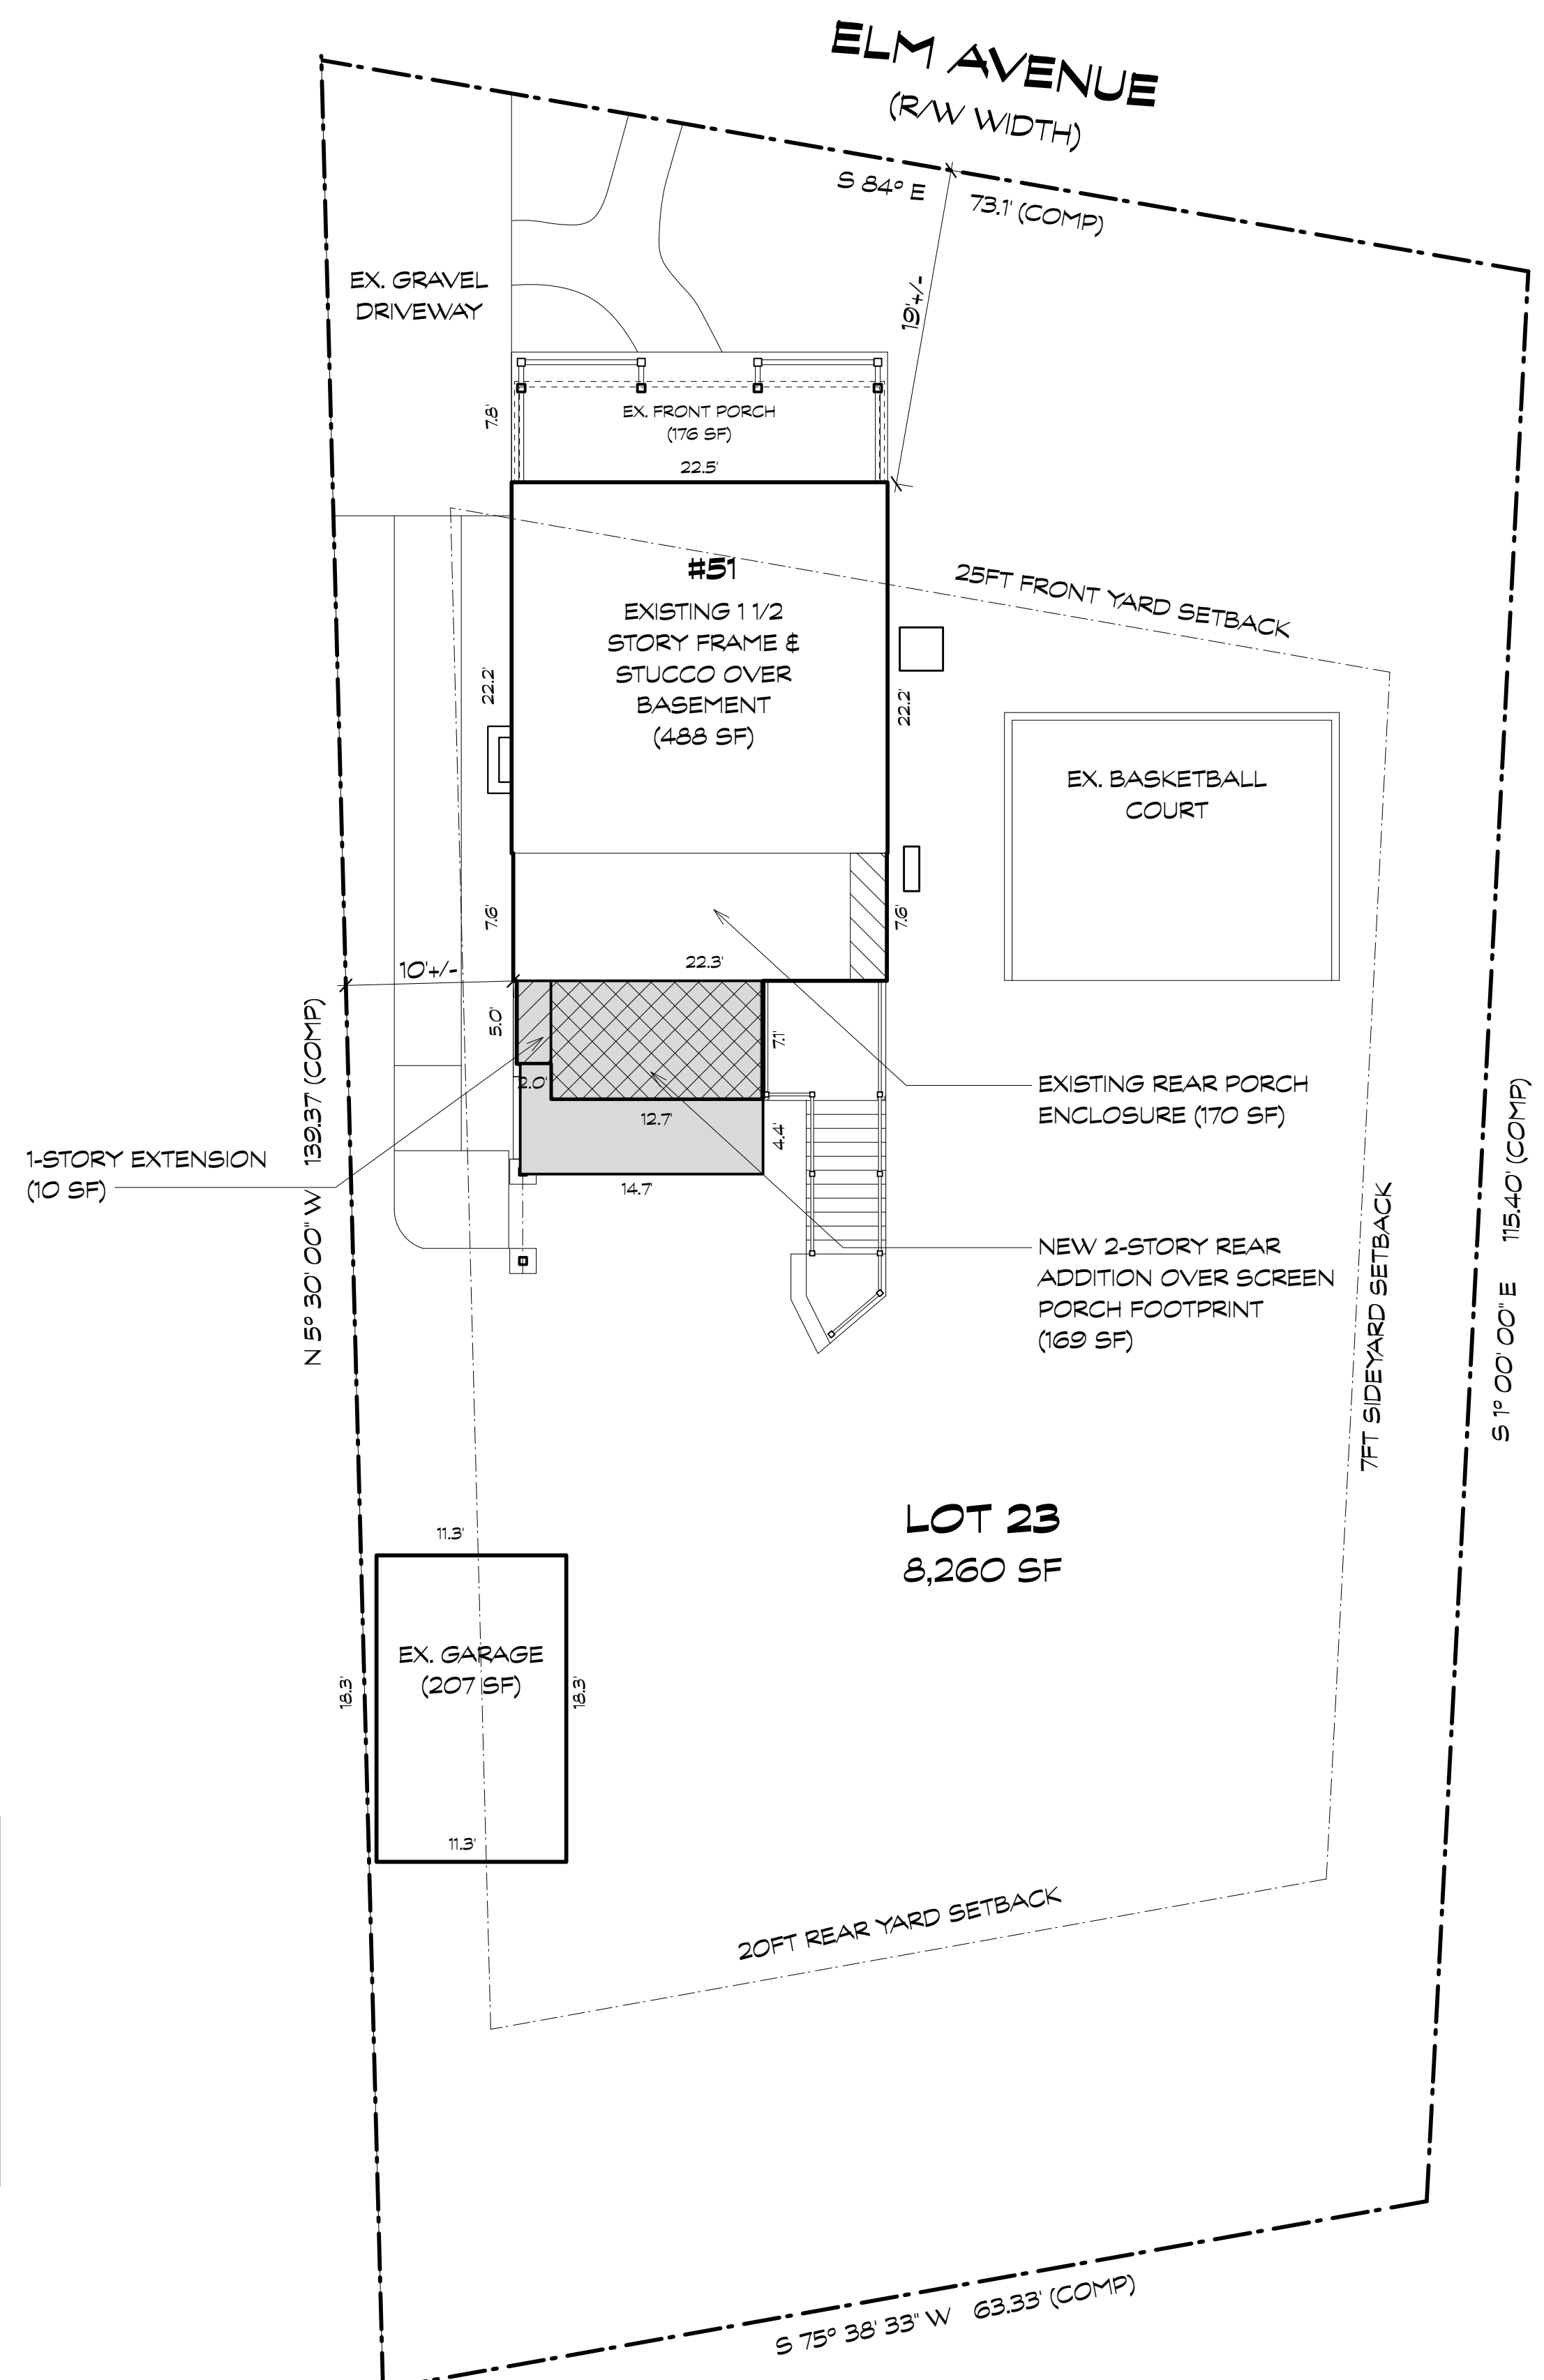 ELM AVENUE
(R/W WIDTH)
S 84° E 73.1' (COMP)
19'+/-
EX. GRAVEL
DRIVEWAY
7.8'
EX. FRONT PORCH
(176 SF)
22.5'
#51
EXISTING 1 1/2
STORY FRAME &
STUCCO OVER
BASEMENT
(488 SF)
22.2'
22.2'
25FT FRONT YARD SETBACK
EX. BASKETBALL
COURT
7.6'
7.6'
22.3'
10'+/-
5.0'
2.0'
7.1'
12.7'
4.4'
14.7'
EXISTING REAR PORCH
ENCLOSURE (170 SF)
1-STORY EXTENSION
(10 SF)
N 5° 30' 00" W 139.37 (COMP)
NEW 2-STORY REAR
ADDITION OVER SCREEN
PORCH FOOTPRINT
(169 SF)
7FT SIDEYARD SETBACK
S 1° 00' 00" E 115.40' (COMP)
LOT 23
8,260 SF
11.3'
EX. GARAGE
(207 SF)
18.3'
18.3'
11.3'
20FT REAR YARD SETBACK
S 75° 38' 33" W 63.33' (COMP)